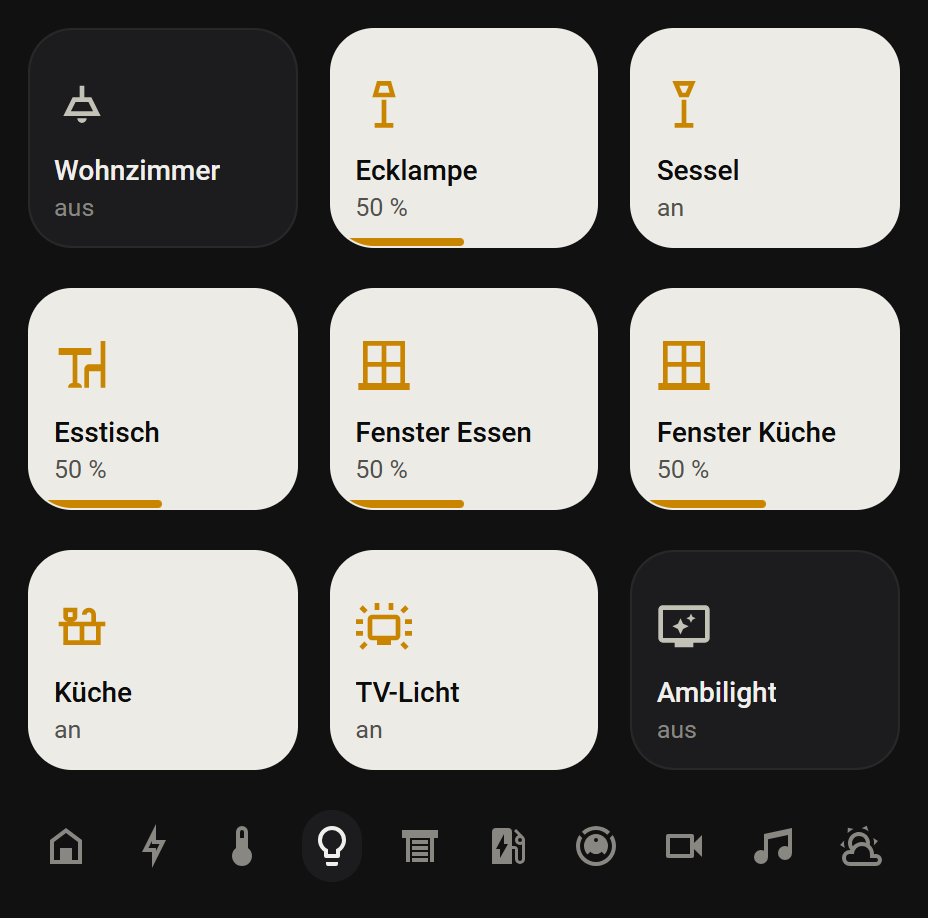 Wohnzimmer
aus
Ecklampe
50 %
Sessel
an
Esstisch
50 %
Fenster Essen
50 %
Fenster Küche
50 %
Küche
an
TV-Licht
an
Ambilight
aus